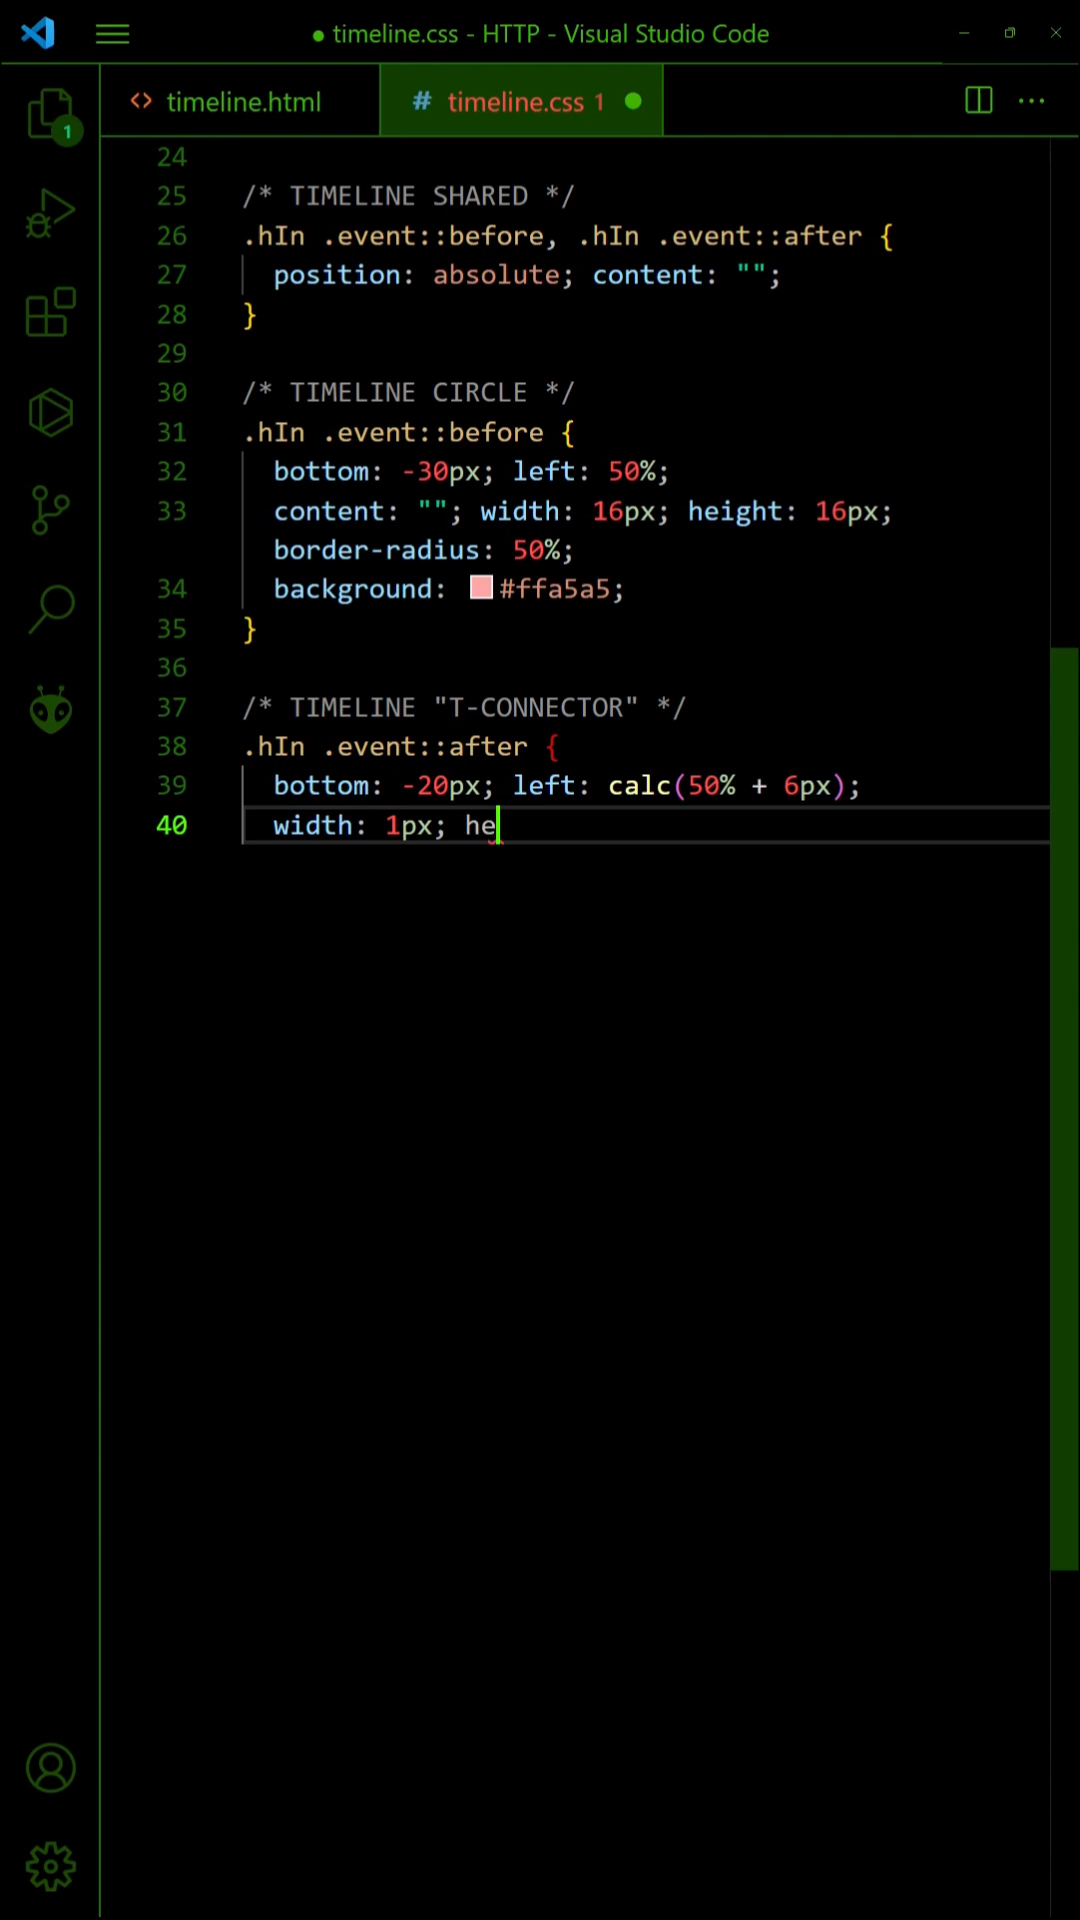 ● timeline.css - HTTP - Visual Studio Code
1
<> timeline.html
# timeline.css 1 ●
24
25 /* TIMELINE SHARED */
26 .hIn .event::before, .hIn .event::after {
27 position: absolute; content: "";
28 }
29
30 /* TIMELINE CIRCLE */
31 .hIn .event::before {
32 bottom: -30px; left: 50%;
33 content: ""; width: 16px; height: 16px;
border-radius: 50%;
34 background: #ffa5a5;
35 }
36
37 /* TIMELINE "T-CONNECTOR" */
38 .hIn .event::after {
39 bottom: -20px; left: calc(50% + 6px);
40 width: 1px; he